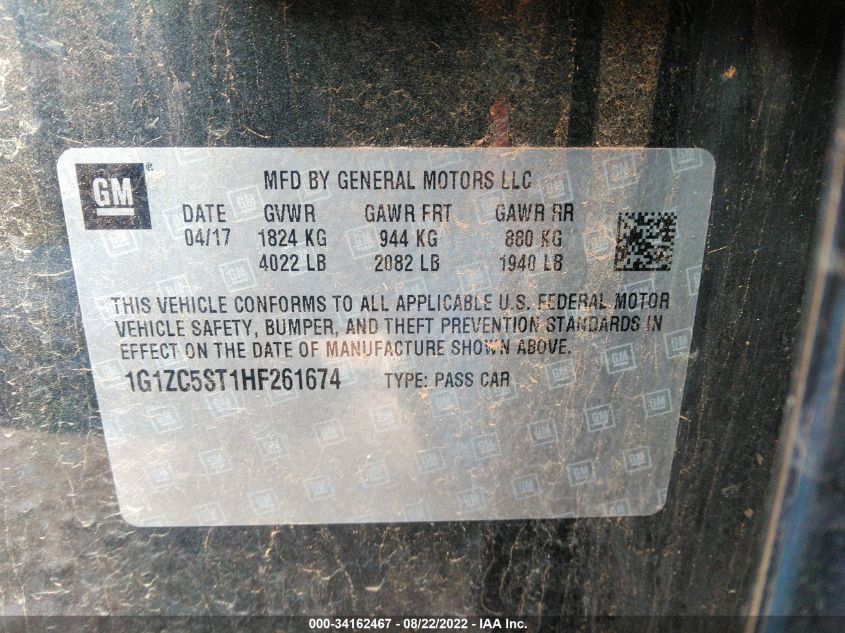 GM ®
MFD BY GENERAL MOTORS LLC
DATE GVWR GAWR FRT GAWR RR
04/17 1824 KG 944 KG 880 KG
4022 LB 2082 LB 1940 LB
THIS VEHICLE CONFORMS TO ALL APPLICABLE U.S. FEDERAL MOTOR
VEHICLE SAFETY, BUMPER, AND THEFT PREVENTION STANDARDS IN
EFFECT ON THE DATE OF MANUFACTURE SHOWN ABOVE.
1G1ZC5ST1HF261674 TYPE: PASS CAR
000-34162467 - 08/22/2022 - IAA Inc.